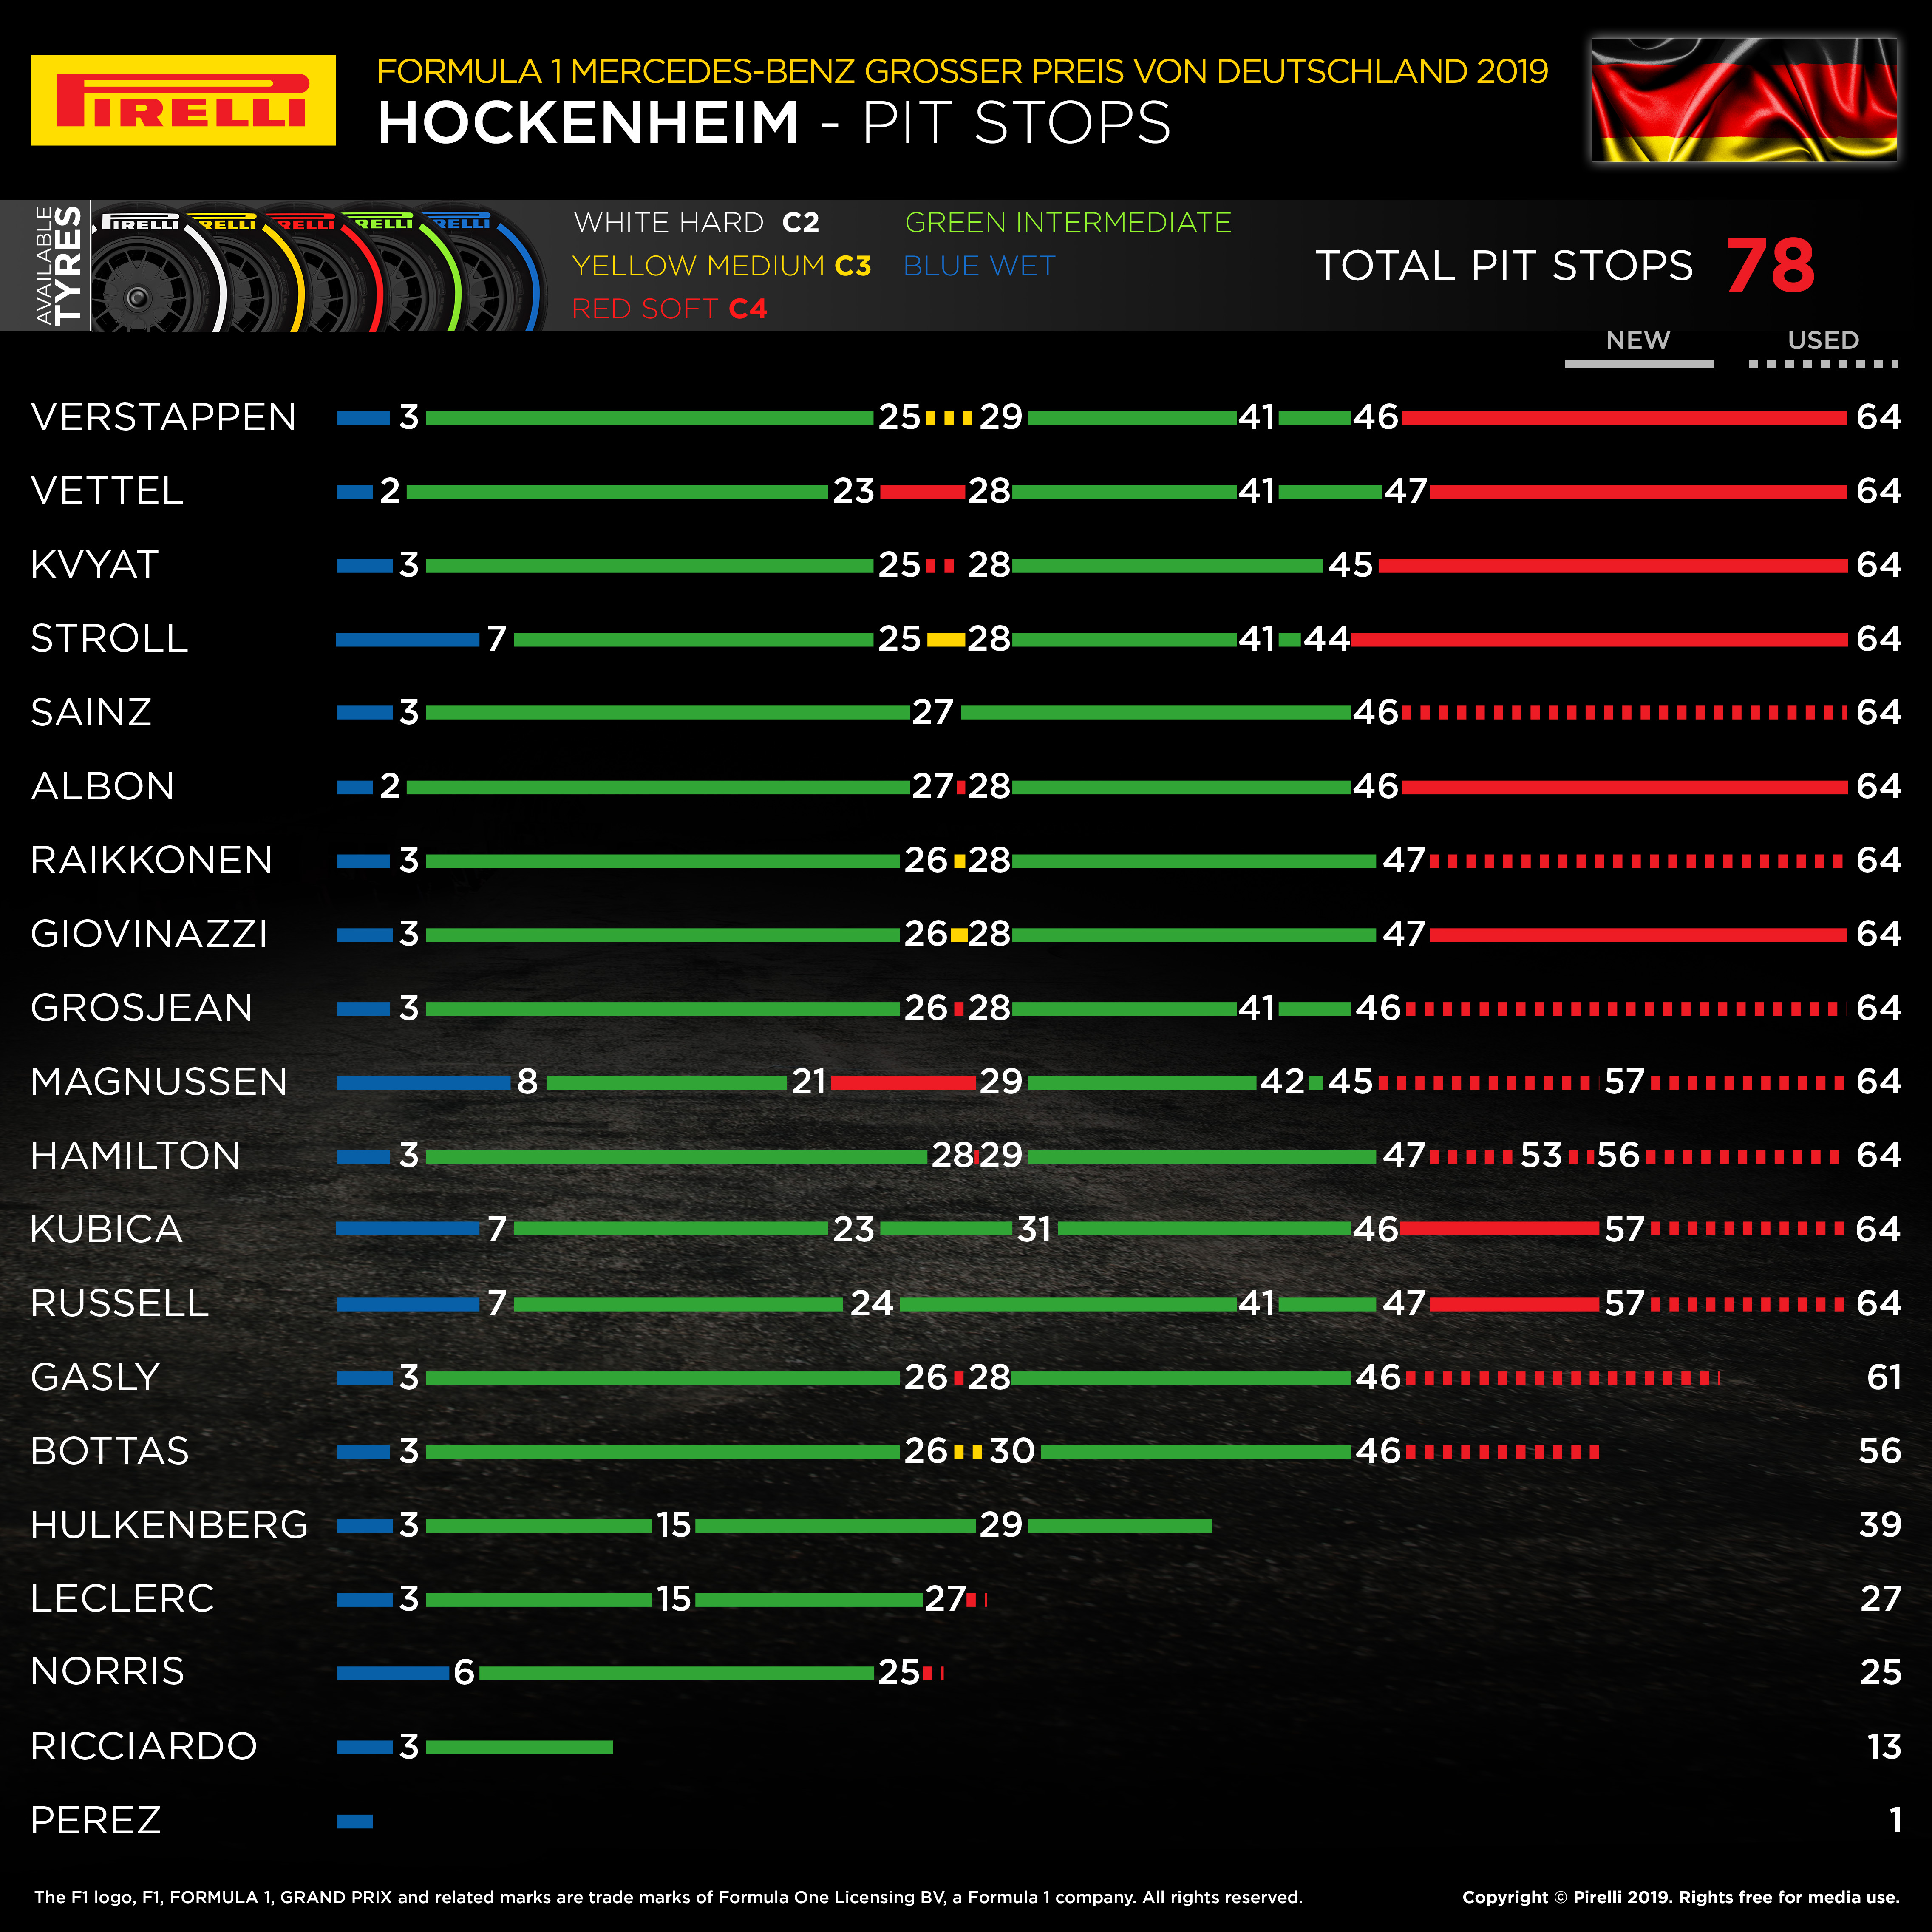 PIRELLI
FORMULA 1 MERCEDES-BENZ GROSSER PREIS VON DEUTSCHLAND 2019
HOCKENHEIM - PIT STOPS
AVAILABLE
TYRES
PIRELLI RELLI RELLI RELLI RELLI
WHITE HARD C2 GREEN INTERMEDIATE
YELLOW MEDIUM C3 BLUE WET
RED SOFT C4
TOTAL PIT STOPS 78
NEW USED
VERSTAPPEN 3 25 29 41 46 64
VETTEL 2 23 28 41 47 64
KVYAT 3 25 28 45 64
STROLL 7 25 28 41 44 64
SAINZ 3 27 46 64
ALBON 2 27 28 46 64
RAIKKONEN 3 26 28 47 64
GIOVINAZZI 3 26 28 47 64
GROSJEAN 3 26 28 41 46 64
MAGNUSSEN 8 21 29 42 45 57 64
HAMILTON 3 28 29 47 53 56 64
KUBICA 7 23 31 46 57 64
RUSSELL 7 24 41 47 57 64
GASLY 3 26 28 46 61
BOTTAS 3 26 30 46 56
HULKENBERG 3 15 29 39
LECLERC 3 15 27 27
NORRIS 6 25 25
RICCIARDO 3 13
PEREZ 1
The F1 logo, F1, FORMULA 1, GRAND PRIX and related marks are trade marks of Formula One Licensing BV, a Formula 1 company. All rights reserved.
Copyright © Pirelli 2019. Rights free for media use.